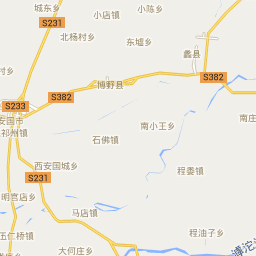 城东乡
小店镇
小陈乡
S231
北杨村乡
东墟乡
蠡县
博野县
S382
S382
S233
安国市
祁州镇
南庄
南小王乡
石佛镇
西安国城乡
程委镇
S231
明官店乡
马店镇
伍仁桥镇
程油子乡
大何庄乡
潴沱